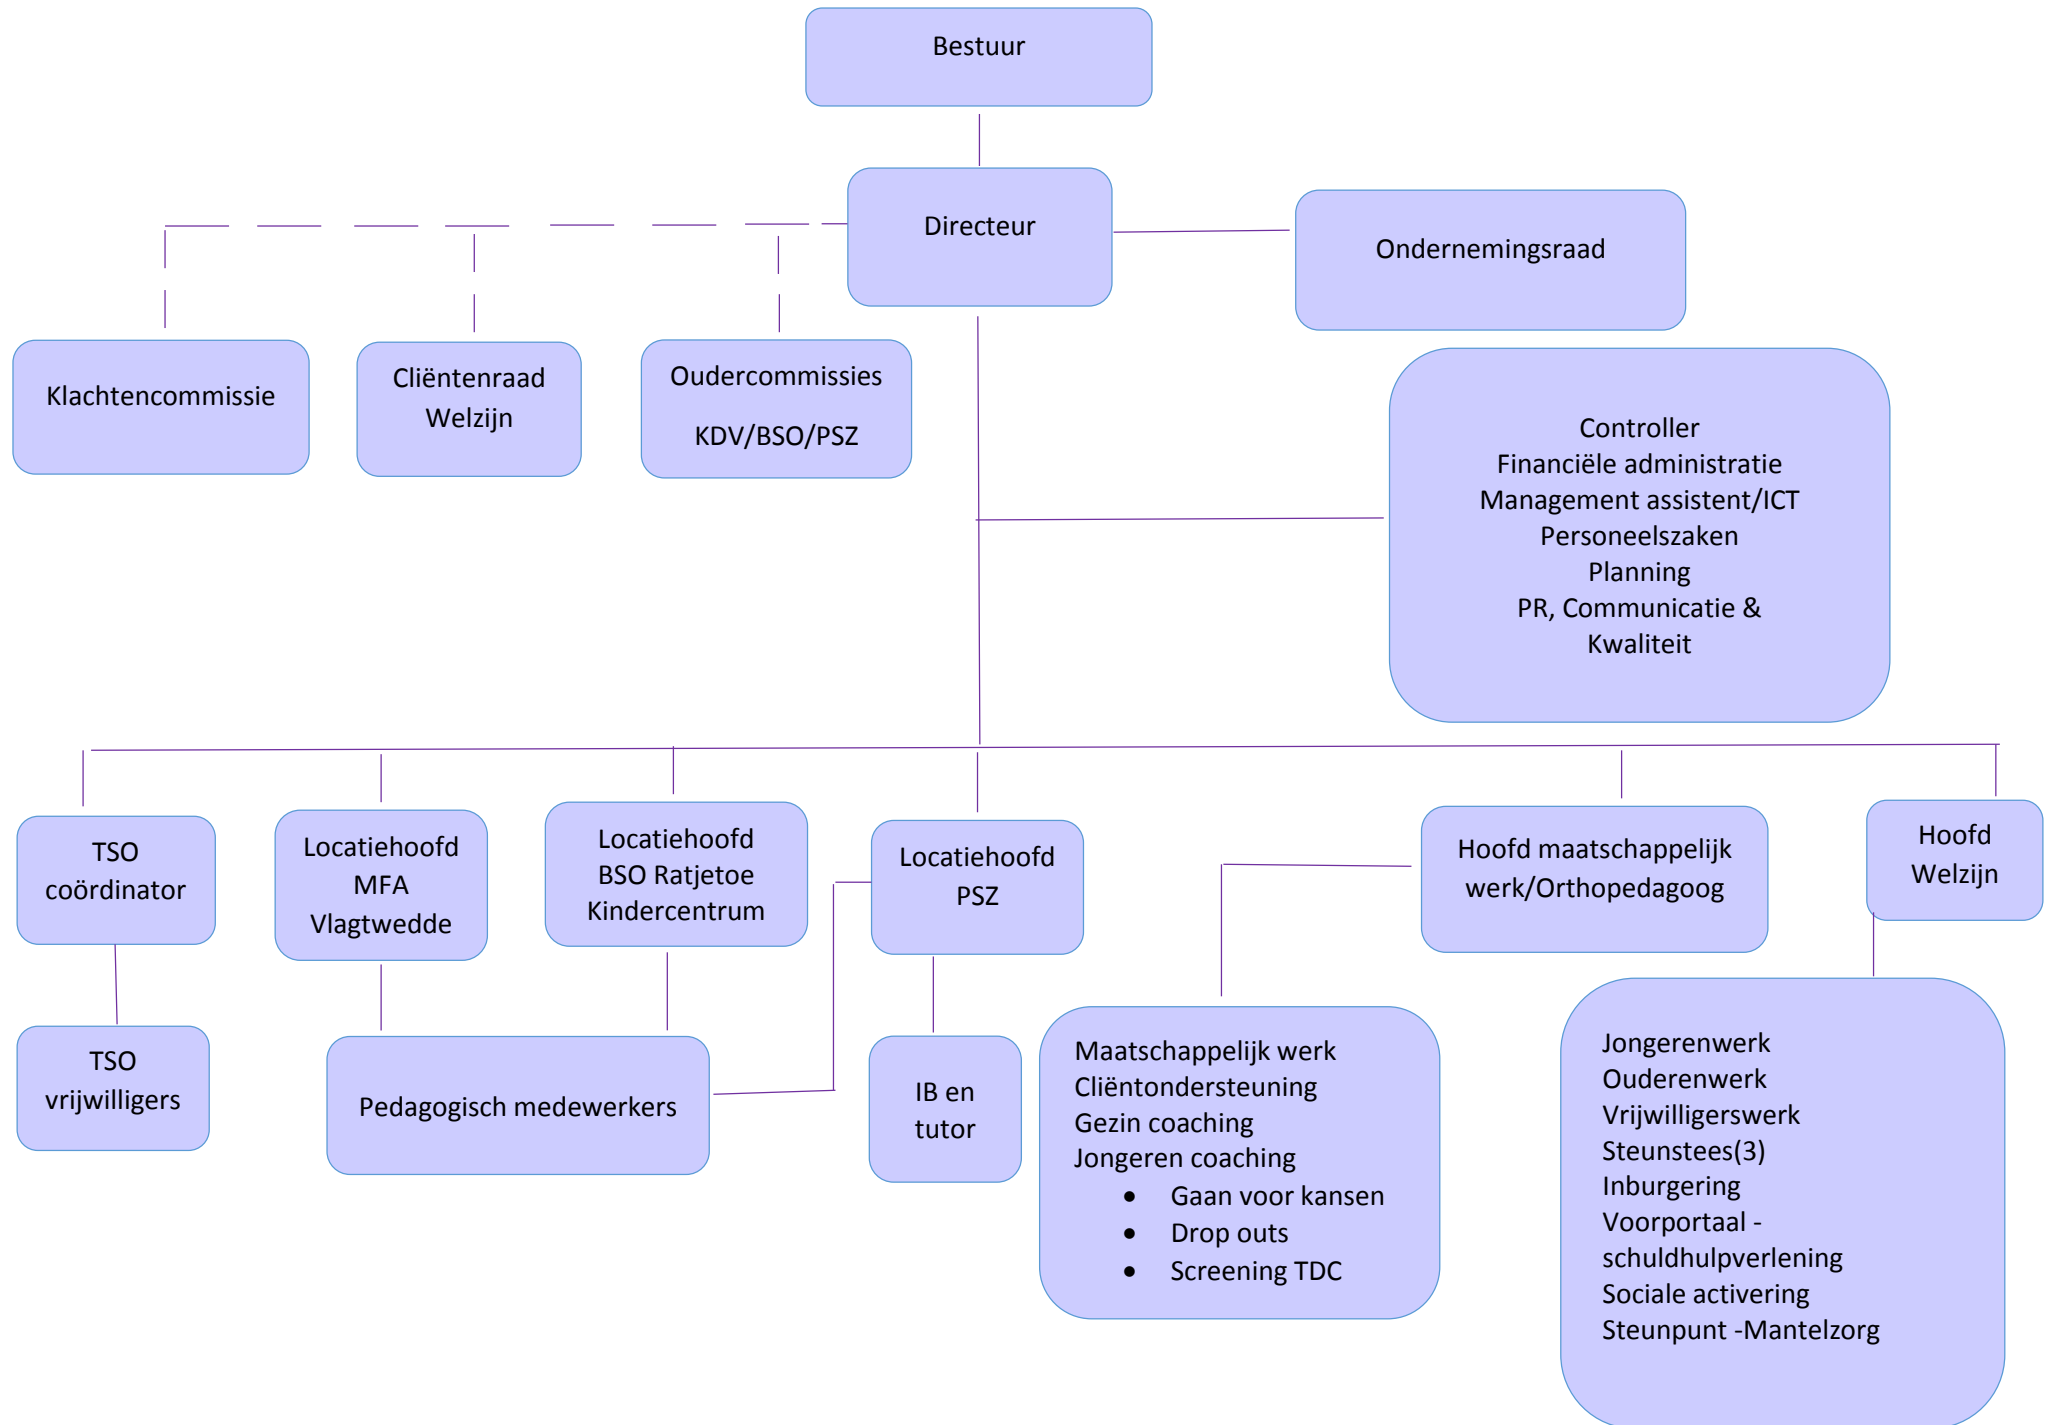 Bestuur
Directeur
Ondernemingsraad
Klachtencommissie
Cliëntenraad
Welzijn
Oudercommissies
KDV/BSO/PSZ
Controller
Financiële administratie
Management assistent/ICT
Personeelszaken
Planning
PR, Communicatie &
Kwaliteit
TSO
coördinator
Locatiehoofd
MFA
Vlagtwedde
Locatiehoofd
BSO Ratjetoe
Kindercentrum
Locatiehoofd
PSZ
Hoofd maatschappelijk
werk/Orthopedagoog
Hoofd
Welzijn
TSO
vrijwilligers
Pedagogisch medewerkers
IB en
tutor
Maatschappelijk werk
Cliëntondersteuning
Gezin coaching
Jongeren coaching
• Gaan voor kansen
• Drop outs
• Screening TDC
Jongerenwerk
Ouderenwerk
Vrijwilligerswerk
Steunstees(3)
Inburgering
Voorportaal -
schuldhulpverlening
Sociale activering
Steunpunt -Mantelzorg